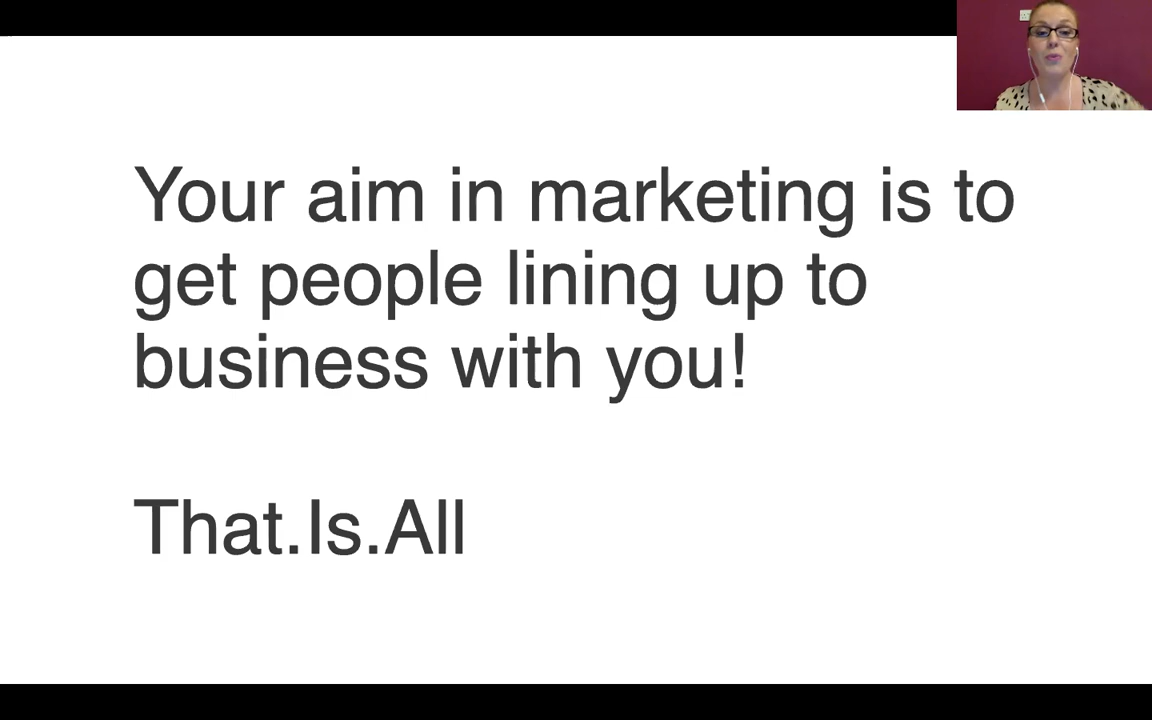 Your aim in marketing is to
get people lining up to
business with you!
That.Is.All